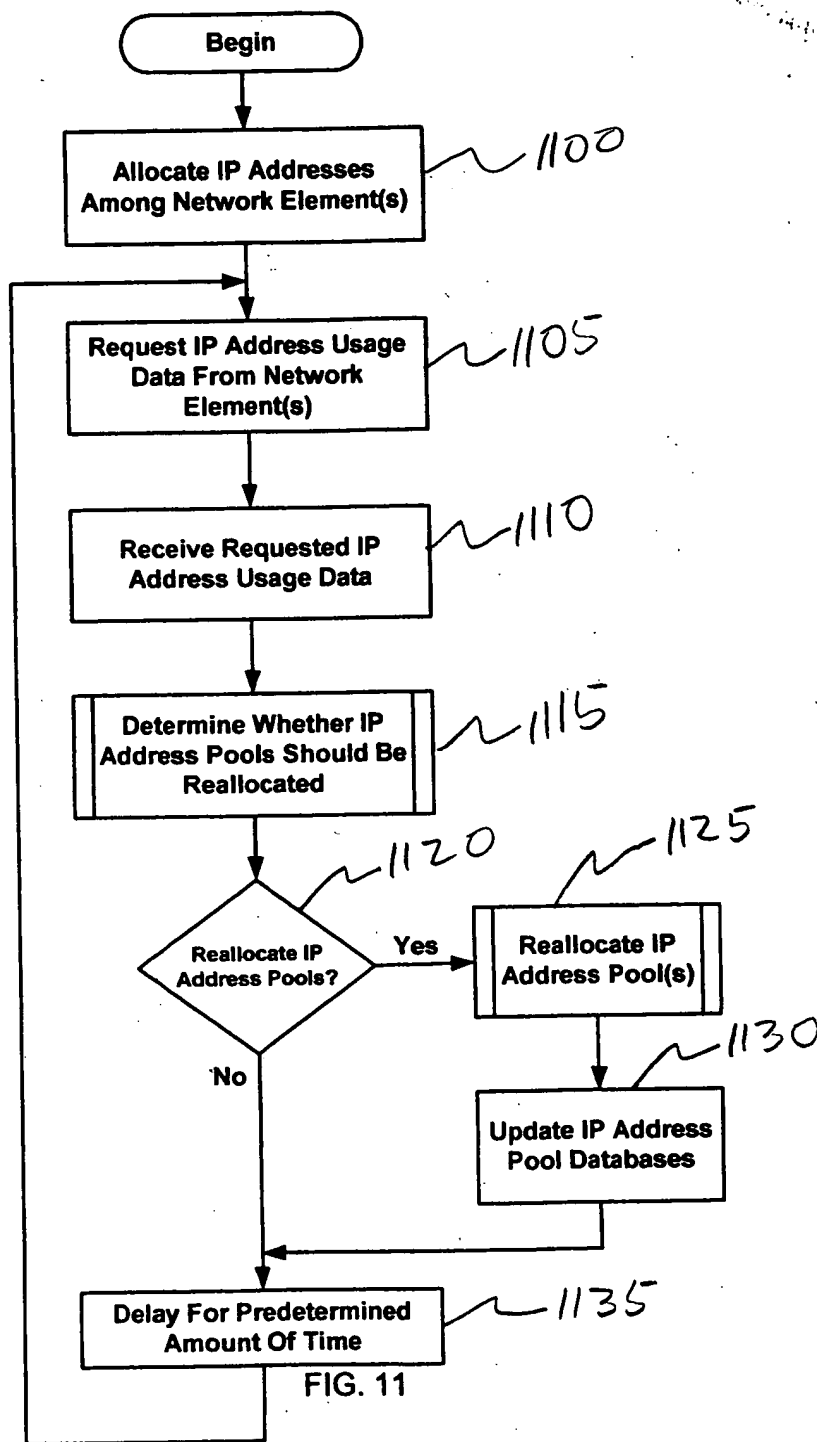 Begin
Allocate IP Addresses
Among Network Element(s)
1100
Request IP Address Usage
Data From Network
Element(s)
1105
Receive Requested IP
Address Usage Data
1110
Determine Whether IP
Address Pools Should Be
Reallocated
1115
1120
Reallocate IP
Address Pools?
Yes
No
1125
Reallocate IP
Address Pool(s)
1130
Update IP Address
Pool Databases
Delay For Predetermined
Amount Of Time
1135
FIG. 11